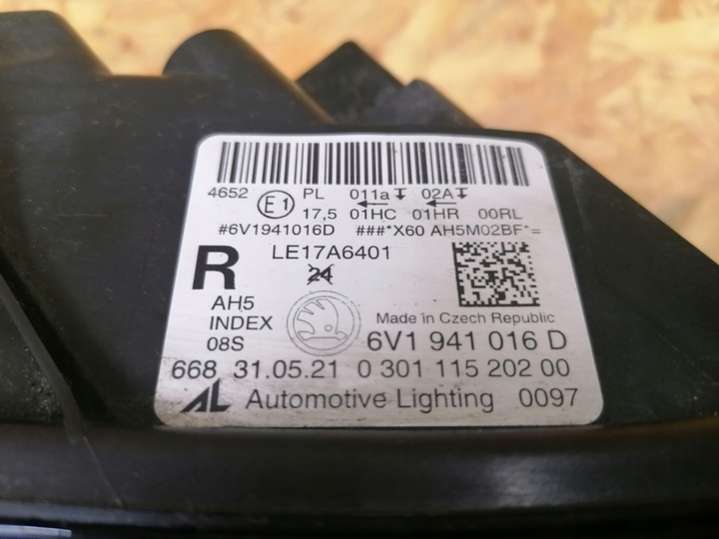 4652 E1 PL 011a 02A
17,5 01HC 01HR 00RL
#6V1941016D ###*X60 AH5M02BF*=
R LE17A6401
24
AH5
INDEX
08S
Made in Czech Republic
6V1 941 016 D
668 31.05.21 0 301 115 202 00
AL Automotive Lighting 0097